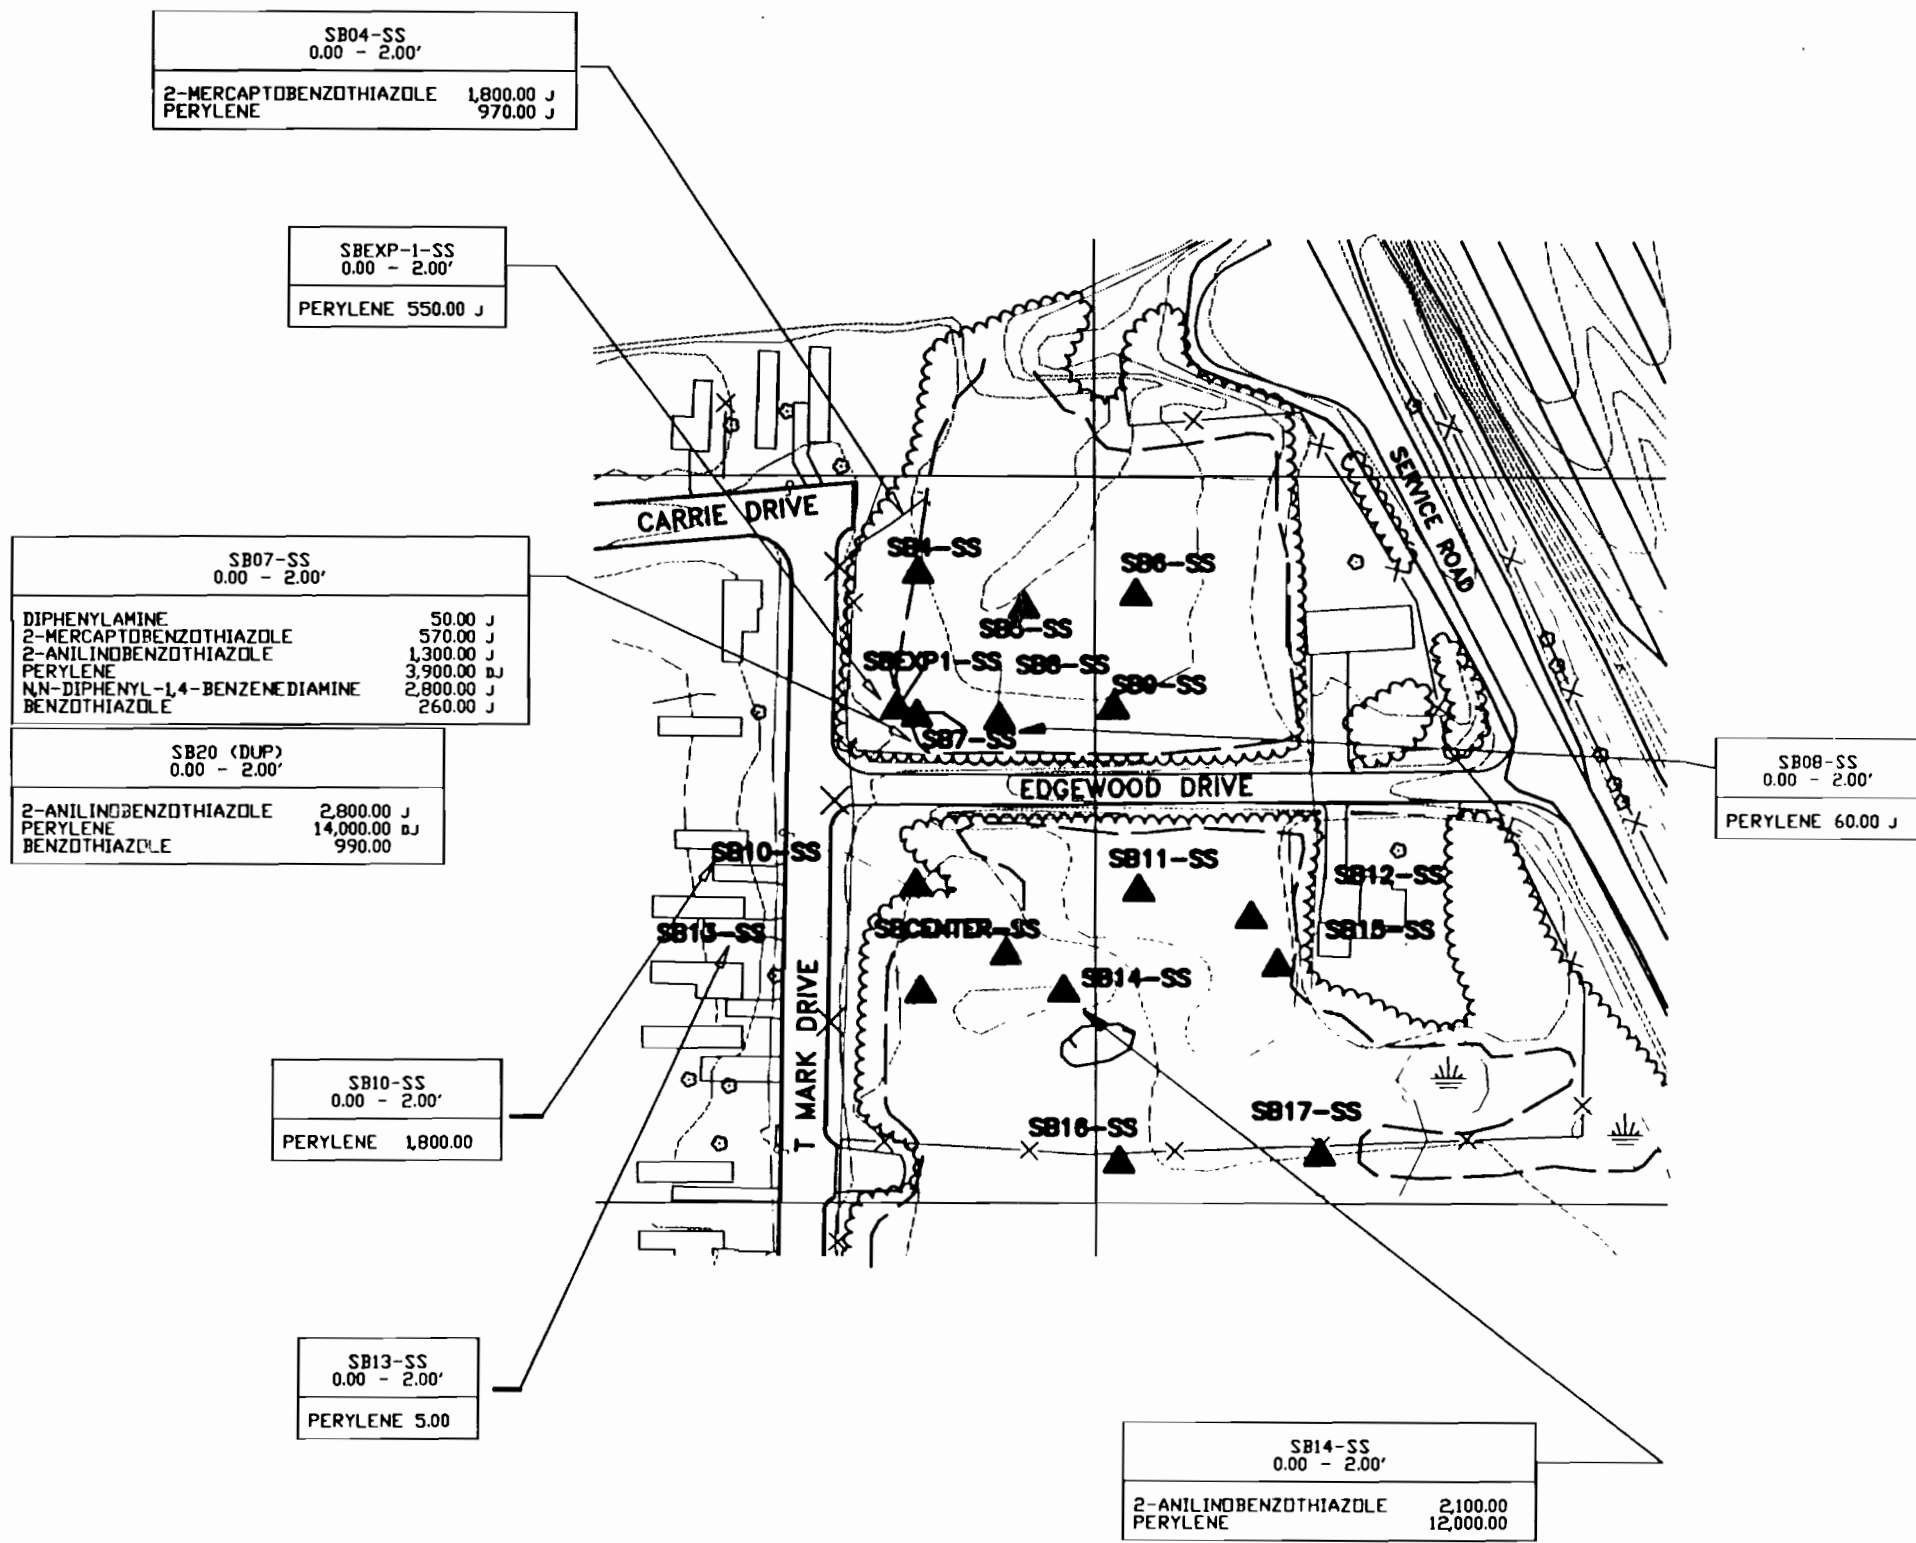 SB04-SS
0.00 - 2.00'
2-MERCAPTOBENZOTHIAZOLE 1,800.00 J
PERYLENE 970.00 J
SBEXP-1-SS
0.00 - 2.00'
PERYLENE 550.00 J
SB07-SS
0.00 - 2.00'
DIPHENYLAMINE 50.00 J
2-MERCAPTOBENZOTHIAZOLE 570.00 J
2-ANILINOBENZOTHIAZOLE 1,300.00 J
PERYLENE 3,900.00 DJ
N,N-DIPHENYL-1,4-BENZENEDIAMINE 2,800.00 J
BENZOTHIAZOLE 260.00 J
SB20 (DUP)
0.00 - 2.00'
2-ANILINOBENZOTHIAZOLE 2,800.00 J
PERYLENE 14,000.00 DJ
BENZOTHIAZOLE 990.00
SB10-SS
0.00 - 2.00'
PERYLENE 1,800.00
SB13-SS
0.00 - 2.00'
PERYLENE 5.00
SB14-SS
0.00 - 2.00'
2-ANILINOBENZOTHIAZOLE 2,100.00
PERYLENE 12,000.00
SB08-SS
0.00 - 2.00'
PERYLENE 60.00 J
CARRIE DRIVE
SERVICE ROAD
SB4-SS
SB6-SS
SB5-SS
SBEXP1-SS
SB8-SS
SB9-SS
SB7-SS
EDGEWOOD DRIVE
SB10-SS
SB11-SS
SB12-SS
SB13-SS
SBCENTER-SS
SB15-SS
SB14-SS
T MARK DRIVE
SB16-SS
SB17-SS